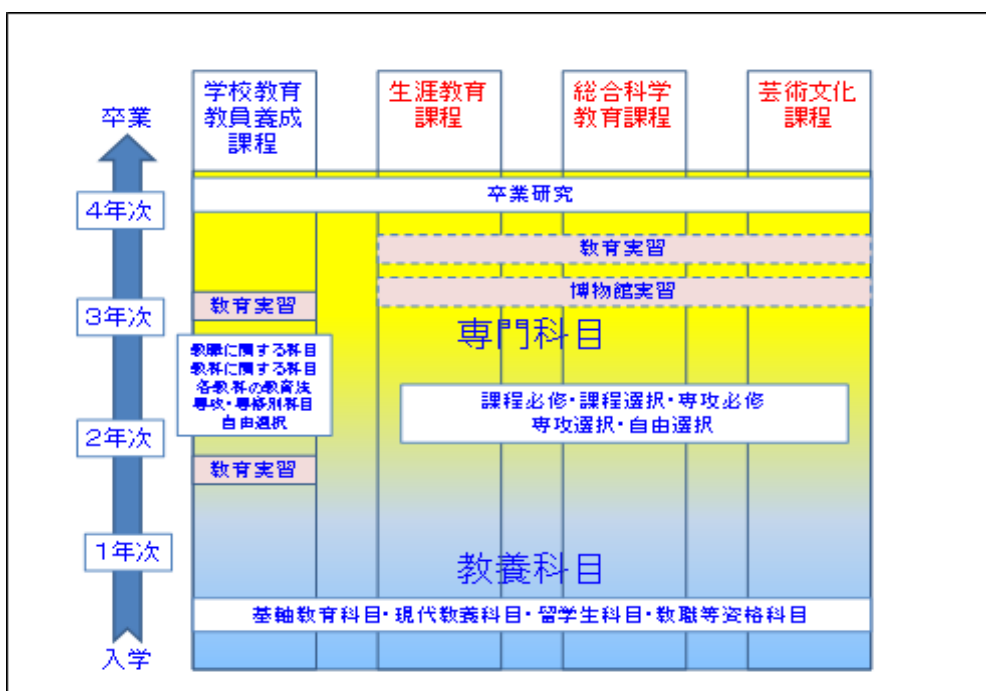 卒業
学校教育
教員養成
課程
生涯教育
課程
総合科学
教育課程
芸術文化
課程
4年次
卒業研究
教育実習
博物館実習
3年次
教育実習
専門科目
教職に関する科目
教科に関する科目
各教科の教育法
専攻・専修別科目
自由選択
課程必修・課程選択・専攻必修
専攻選択・自由選択
2年次
教育実習
1年次
教養科目
基軸教育科目・現代教養科目・留学生科目・教職等資格科目
入学